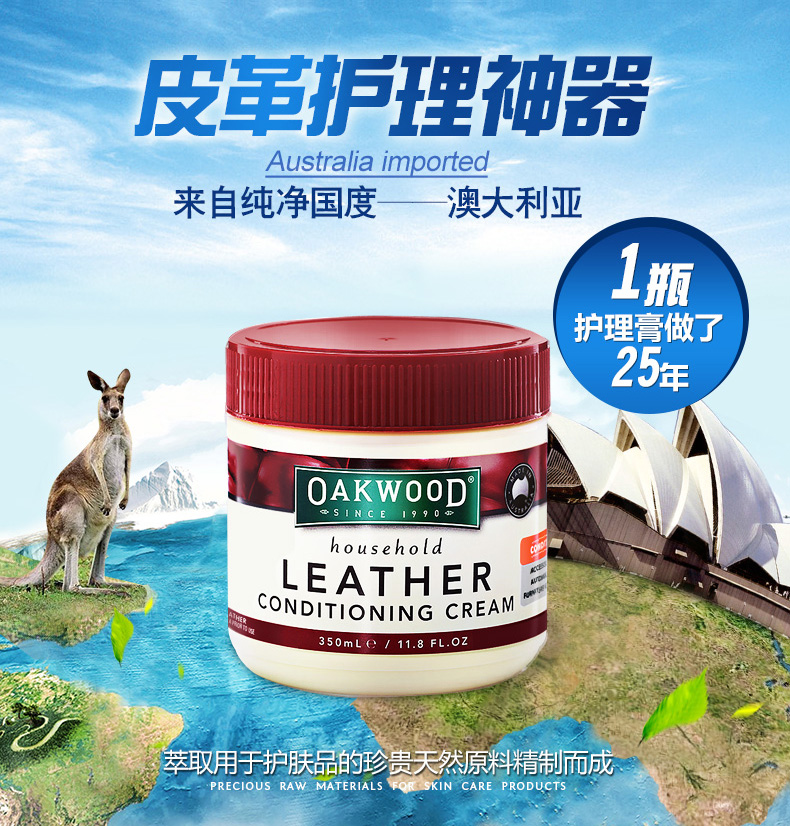 皮革护理神器
Australia imported
来自纯净国度——澳大利亚
1瓶
护理膏做了
25年
OAKWOOD®
SINCE 1990
household
LEATHER
CONDITIONING CREAM
350mL e / 11.8 FL.OZ
萃取用于护肤品的珍贵天然原料精制而成
PRECIOUS RAW MATERIALS FOR SKIN CARE PRODUCTS